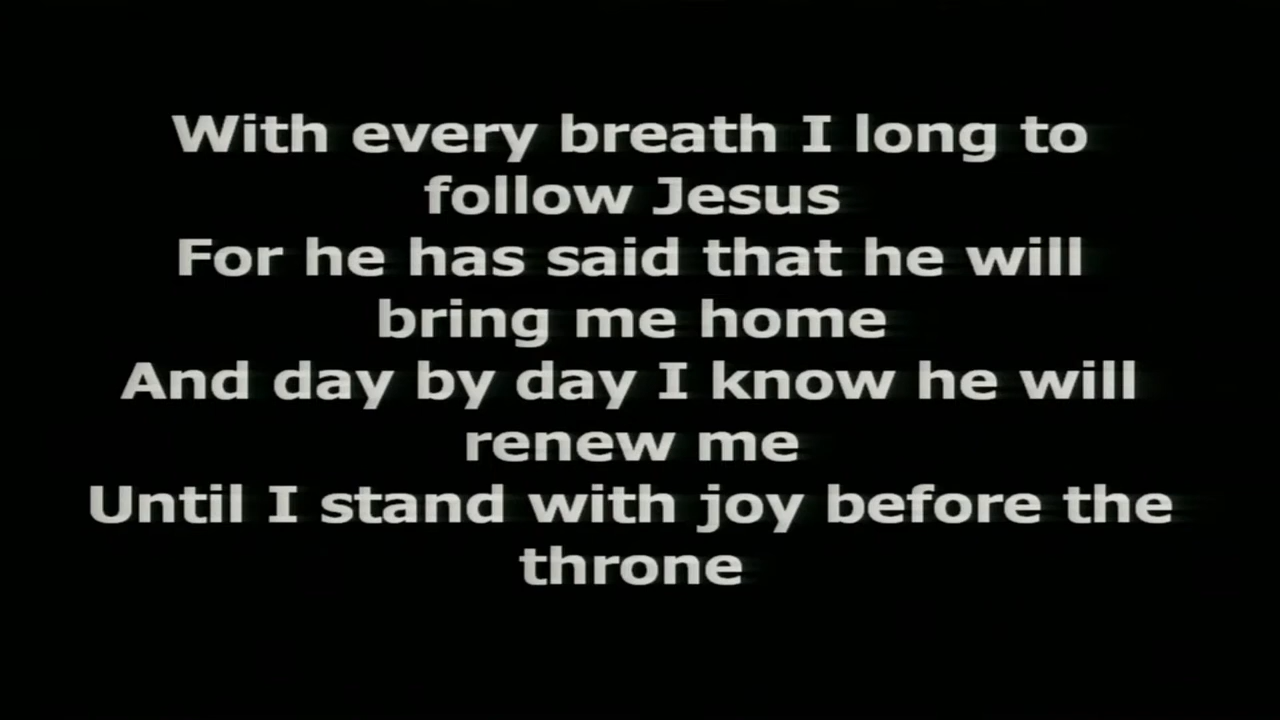 With every breath I long to
follow Jesus
For he has said that he will
bring me home
And day by day I know he will
renew me
Until I stand with joy before the
throne